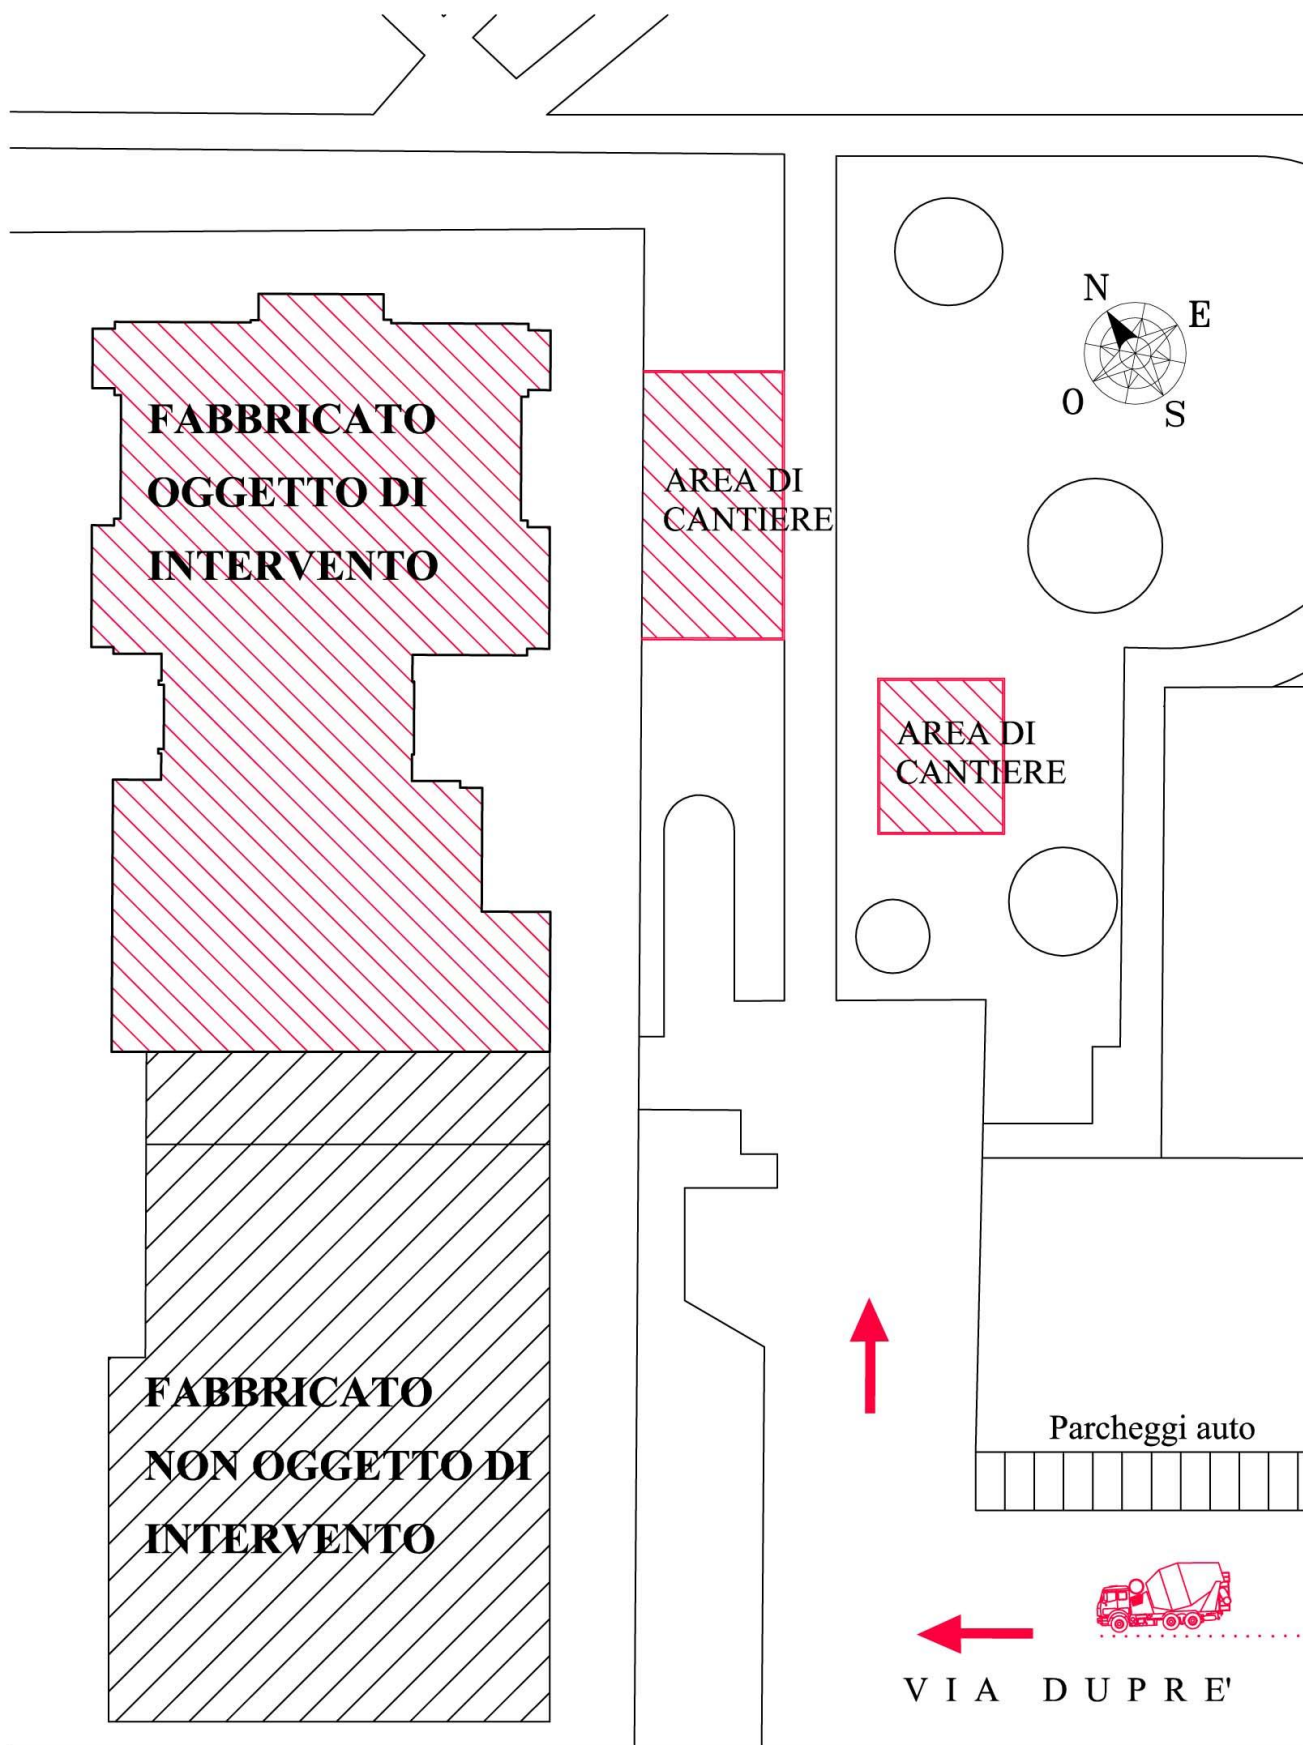 N
E
O
S
FABBRICATO
OGGETTO DI
INTERVENTO
AREA DI
CANTIERE
AREA DI
CANTIERE
FABBRICATO
NON OGGETTO DI
INTERVENTO
Parcheggi auto
VIA DUPRE'